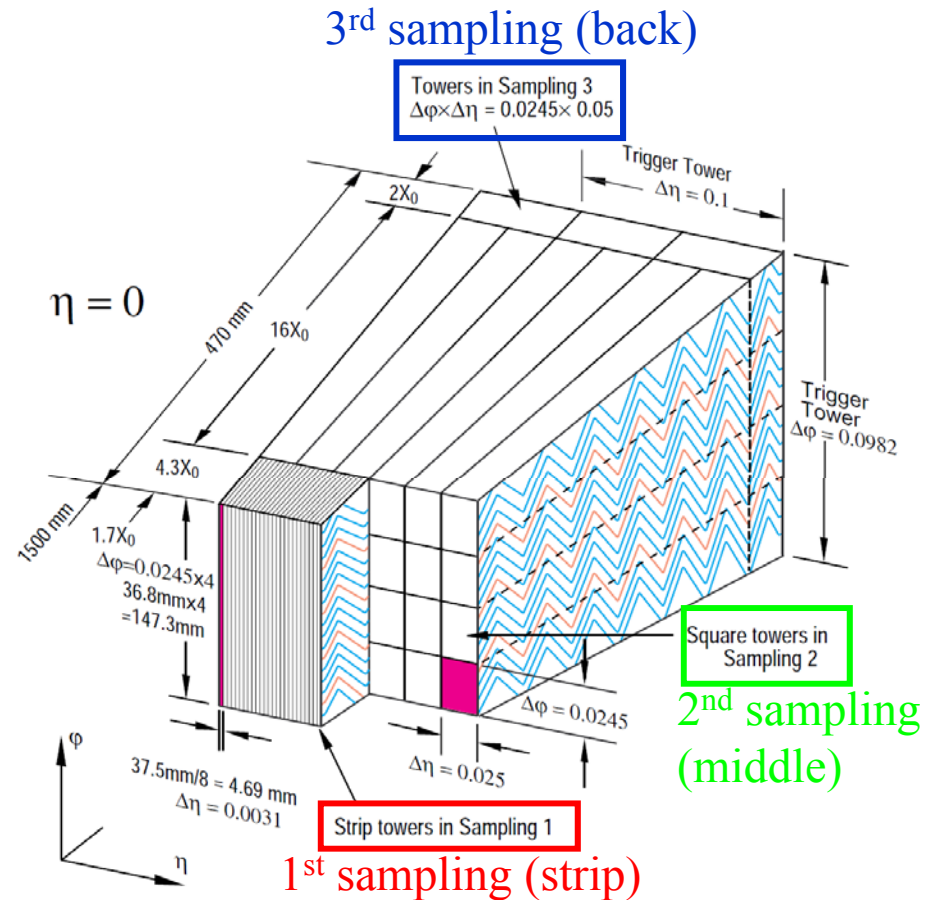 3rd sampling (back)
Towers in Sampling 3
Δφ×Δη = 0.0245× 0.05
Trigger Tower
Δη = 0.1
2X0
η = 0
470 mm
16X0
Trigger
Tower
Δφ = 0.0982
4.3X0
1500 mm
1.7X0
Δφ=0.0245x4
36.8mmx4
=147.3mm
Square towers in
Sampling 2
Δφ = 0.0245
2nd sampling
(middle)
φ
Δη = 0.025
37.5mm/8 = 4.69 mm
Δη = 0.0031
Strip towers in Sampling 1
η
1st sampling (strip)